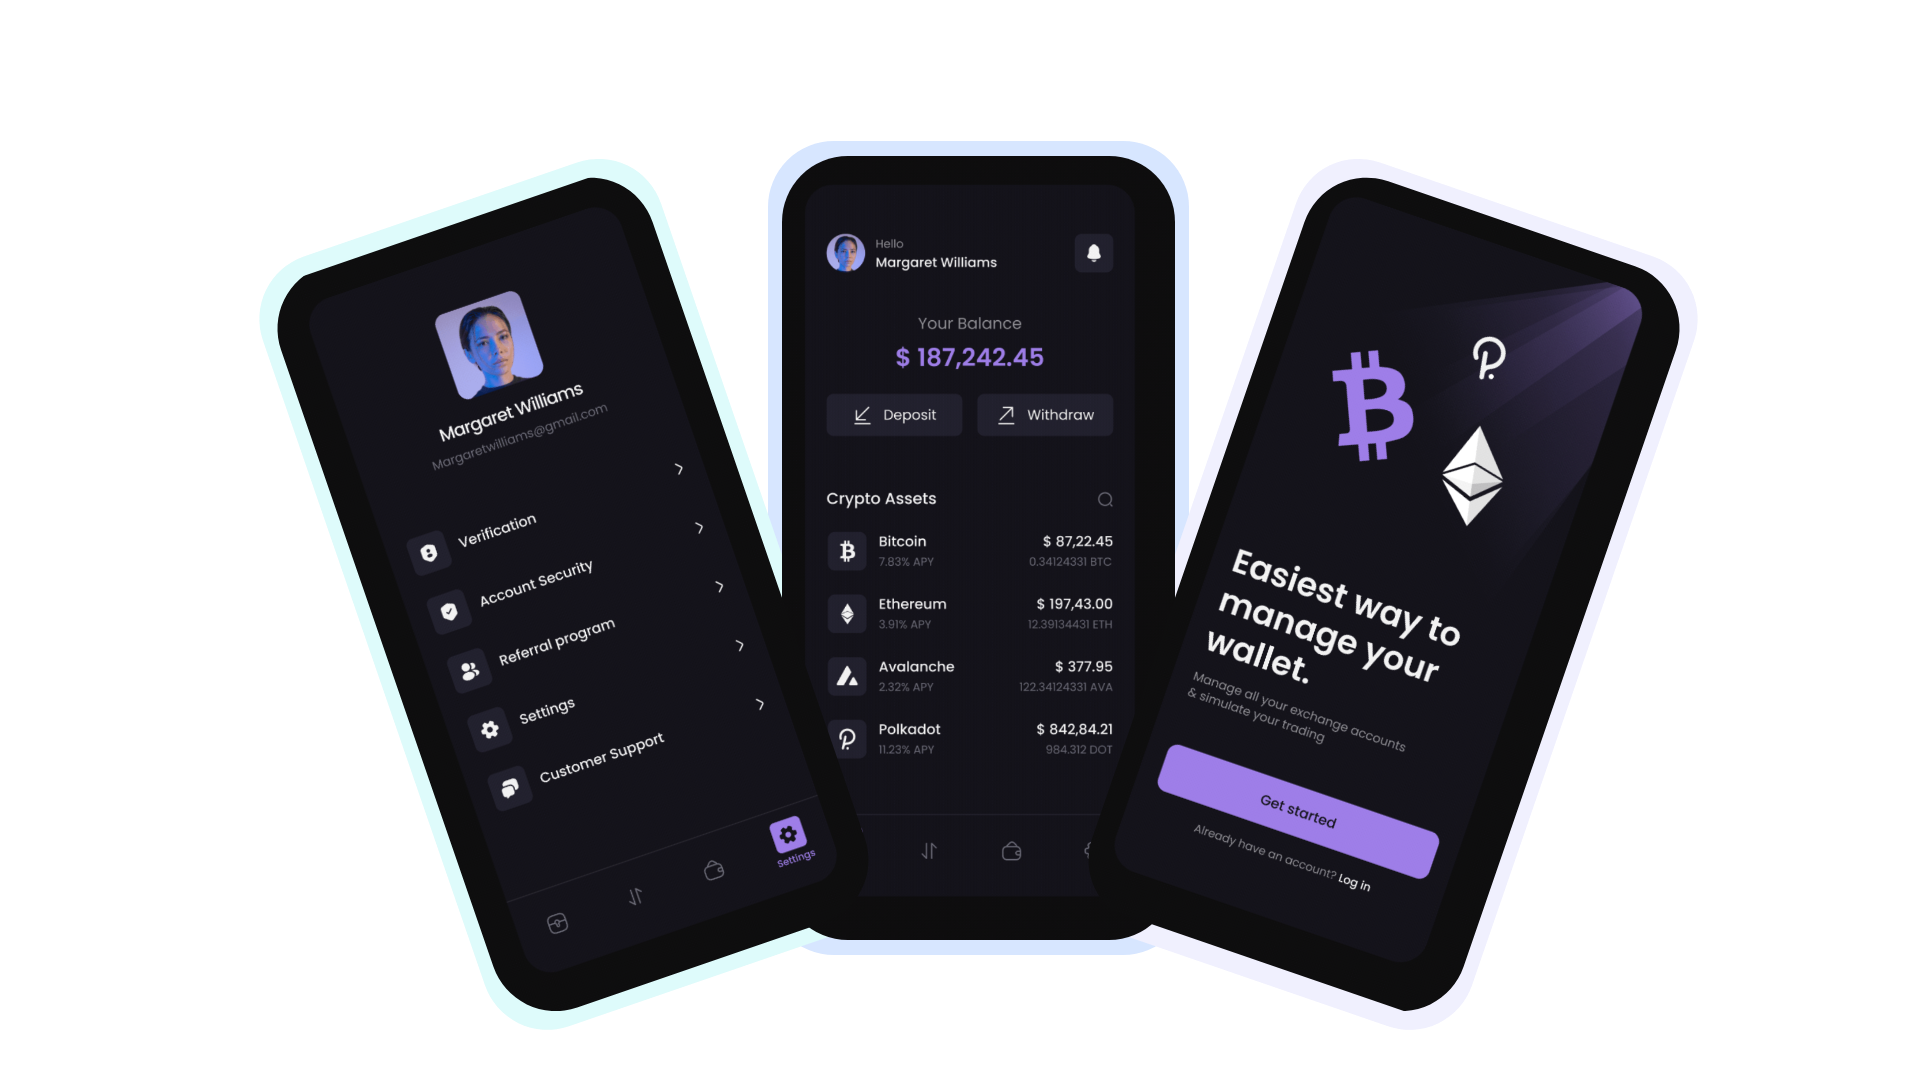 Margaret Williams
Margaretwilliams@gmail.com
Verification
Account Security
Referral program
Settings
Customer Support
Settings
Hello
Margaret Williams
Your Balance
$ 187,242.45
Deposit
Withdraw
Crypto Assets
Bitcoin $ 87,22.45
7.83% APY 0.34124331 BTC
Ethereum $ 197,43.00
3.91% APY 12.39134431 ETH
Avalanche $ 377.95
2.32% APY 122.34124331 AVA
Polkadot $ 842,84.21
11.23% APY 984.312 DOT
Easiest way to
manage your
wallet.
Manage all your exchange accounts
& simulate your trading
Get started
Already have an account? Log in